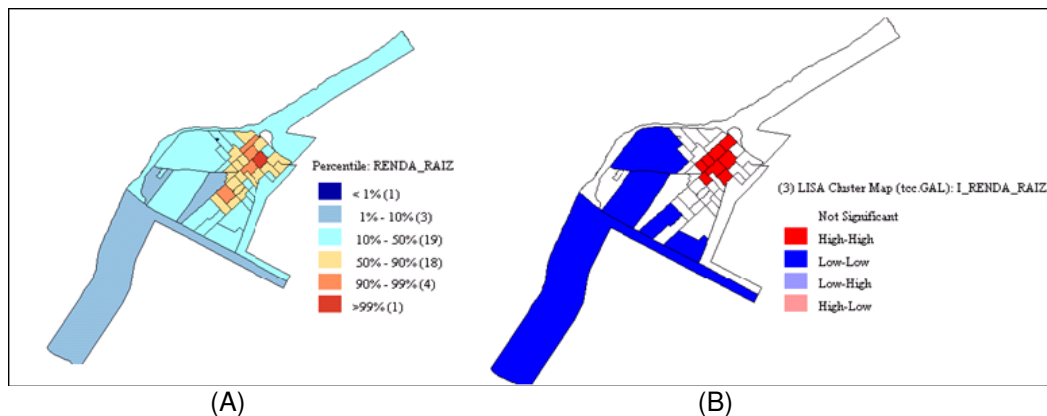 Percentile: RENDA_RAIZ
< 1% (1)
1% - 10% (3)
10% - 50% (19)
50% - 90% (18)
90% - 99% (4)
>99% (1)
(3) LISA Cluster Map (tcc.GAL): I_RENDA_RAIZ
Not Significant
High-High
Low-Low
Low-High
High-Low
(A)
(B)